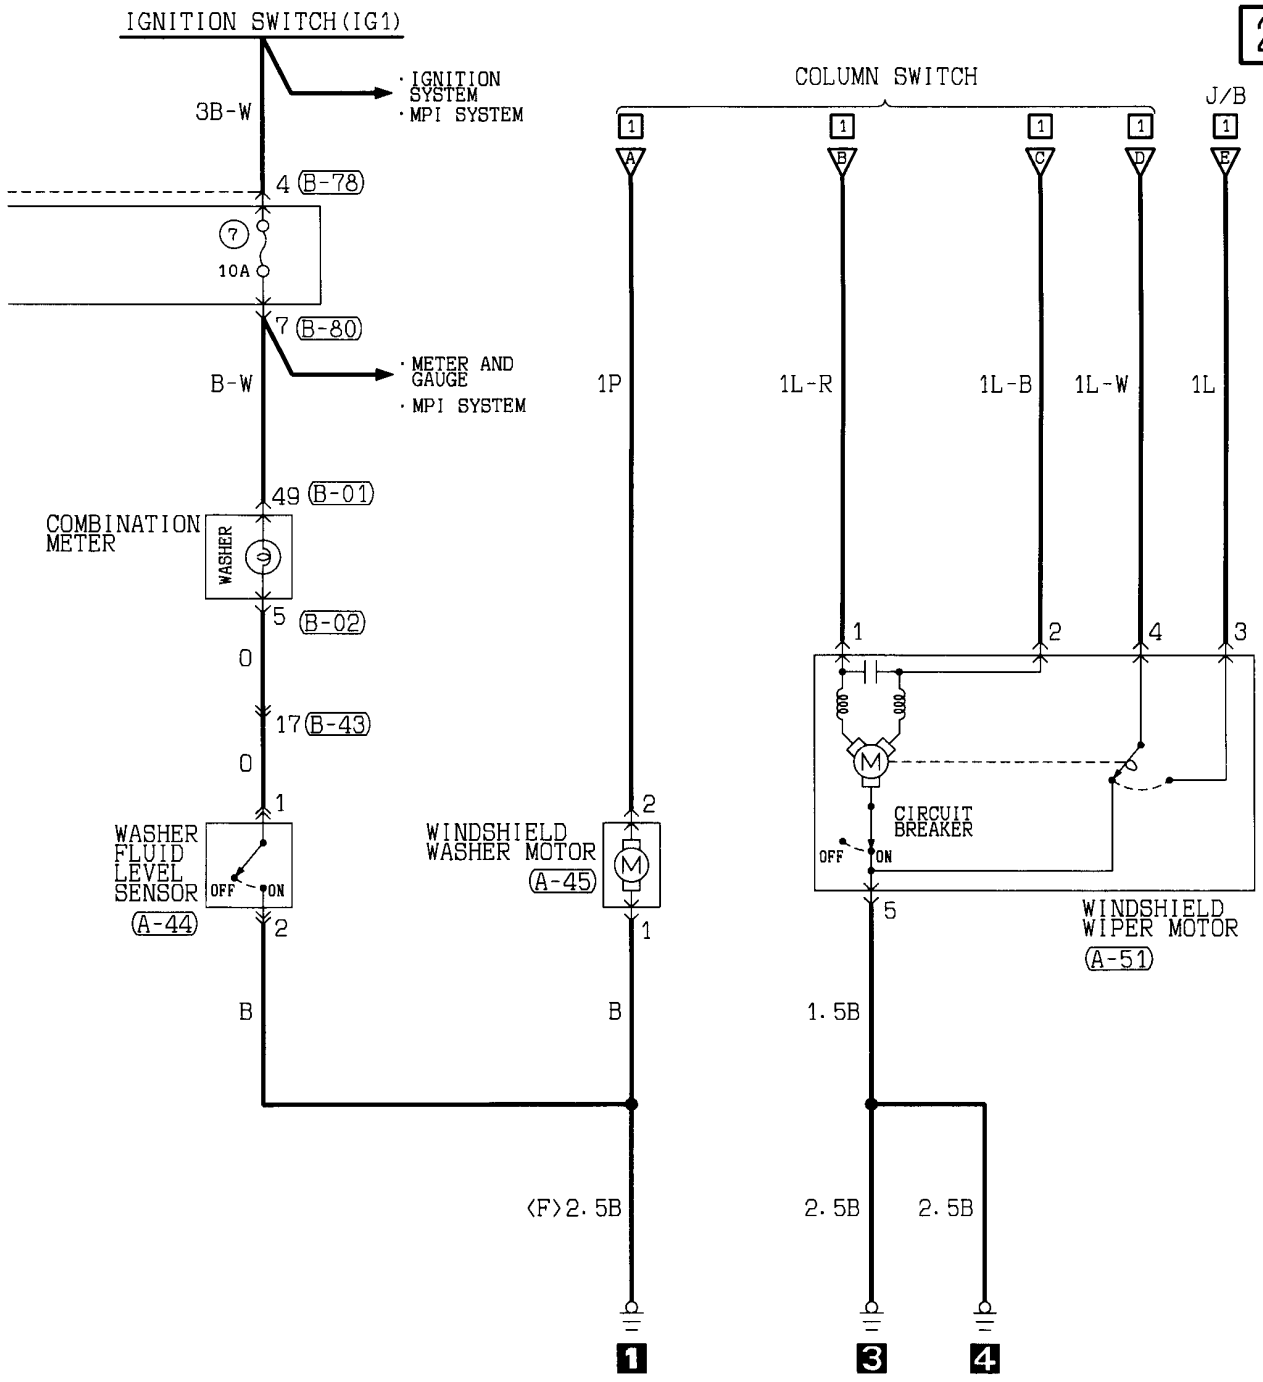 IGNITION SWITCH(IG1)
· IGNITION
SYSTEM
· MPI SYSTEM
3B-W
4 (B-78)
7
10A
7 (B-80)
· METER AND
GAUGE
· MPI SYSTEM
B-W
49 (B-01)
COMBINATION
METER
WASHER
5 (B-02)
O
17 (B-43)
O
1
WASHER
FLUID
LEVEL
SENSOR
(A-44)
OFF
ON
2
B
COLUMN SWITCH
J/B
1
1
1
1
1
A
B
C
D
E
1P
1L-R
1L-B
1L-W
1L
2
WINDSHIELD
WASHER MOTOR
(A-45)
M
1
B
1
2
4
3
M
CIRCUIT
BREAKER
OFF
ON
5
WINDSHIELD
WIPER MOTOR
(A-51)
1.5B
<F>2.5B
2.5B
2.5B
1
3
4